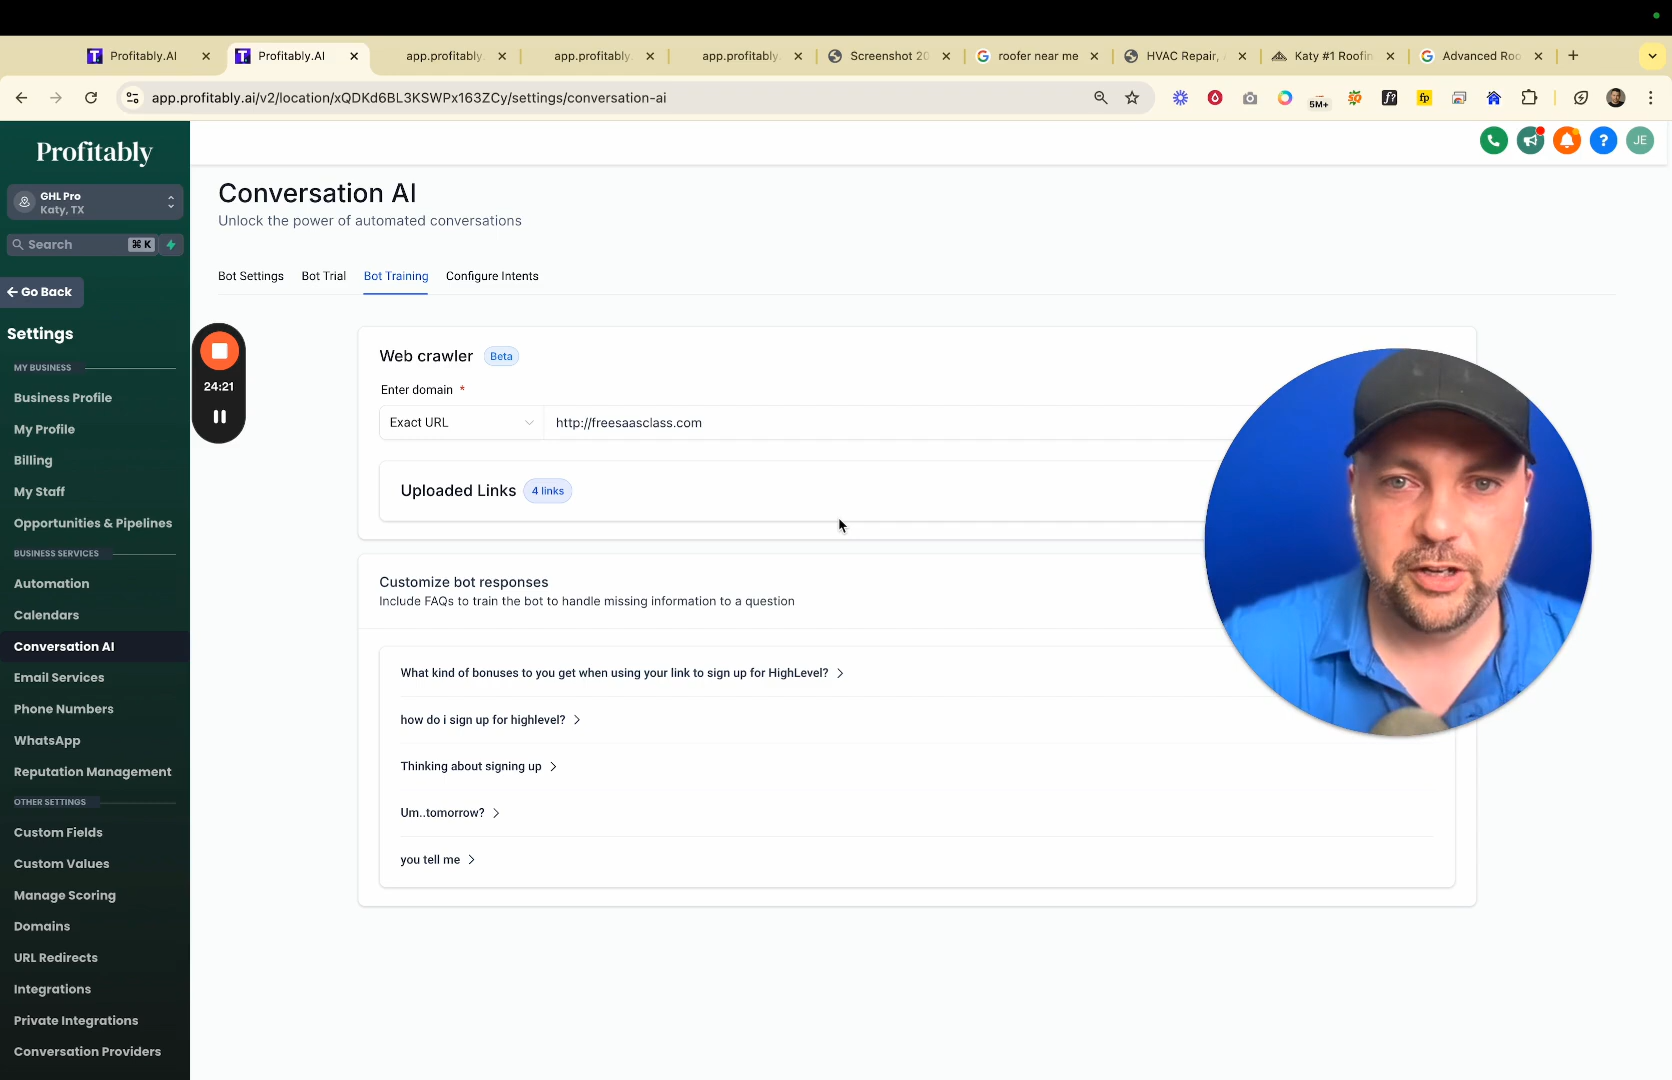 Profitably.AI
Profitably.AI
app.profitably.
app.profitably.
app.profitably.
Screenshot 20
roofer near me
HVAC Repair,
Katy #1 Roofin
Advanced Roo
app.profitably.ai/v2/location/xQDKd6BL3KSWPx163ZCy/settings/conversation-ai
5M+
SQ
f?
fp
Profitably
GHL Pro
Katy, TX
Search
⌘ K
Go Back
Settings
MY BUSINESS
Business Profile
My Profile
Billing
My Staff
Opportunities & Pipelines
BUSINESS SERVICES
Automation
Calendars
Conversation AI
Email Services
Phone Numbers
WhatsApp
Reputation Management
OTHER SETTINGS
Custom Fields
Custom Values
Manage Scoring
Domains
URL Redirects
Integrations
Private Integrations
Conversation Providers
24:21
?
JE
Conversation AI
Unlock the power of automated conversations
Bot Settings
Bot Trial
Bot Training
Configure Intents
Web crawler
Beta
Enter domain *
Exact URL
http://freesaasclass.com
Uploaded Links
4 links
Customize bot responses
Include FAQs to train the bot to handle missing information to a question
What kind of bonuses to you get when using your link to sign up for HighLevel?
how do i sign up for highlevel?
Thinking about signing up
Um..tomorrow?
you tell me